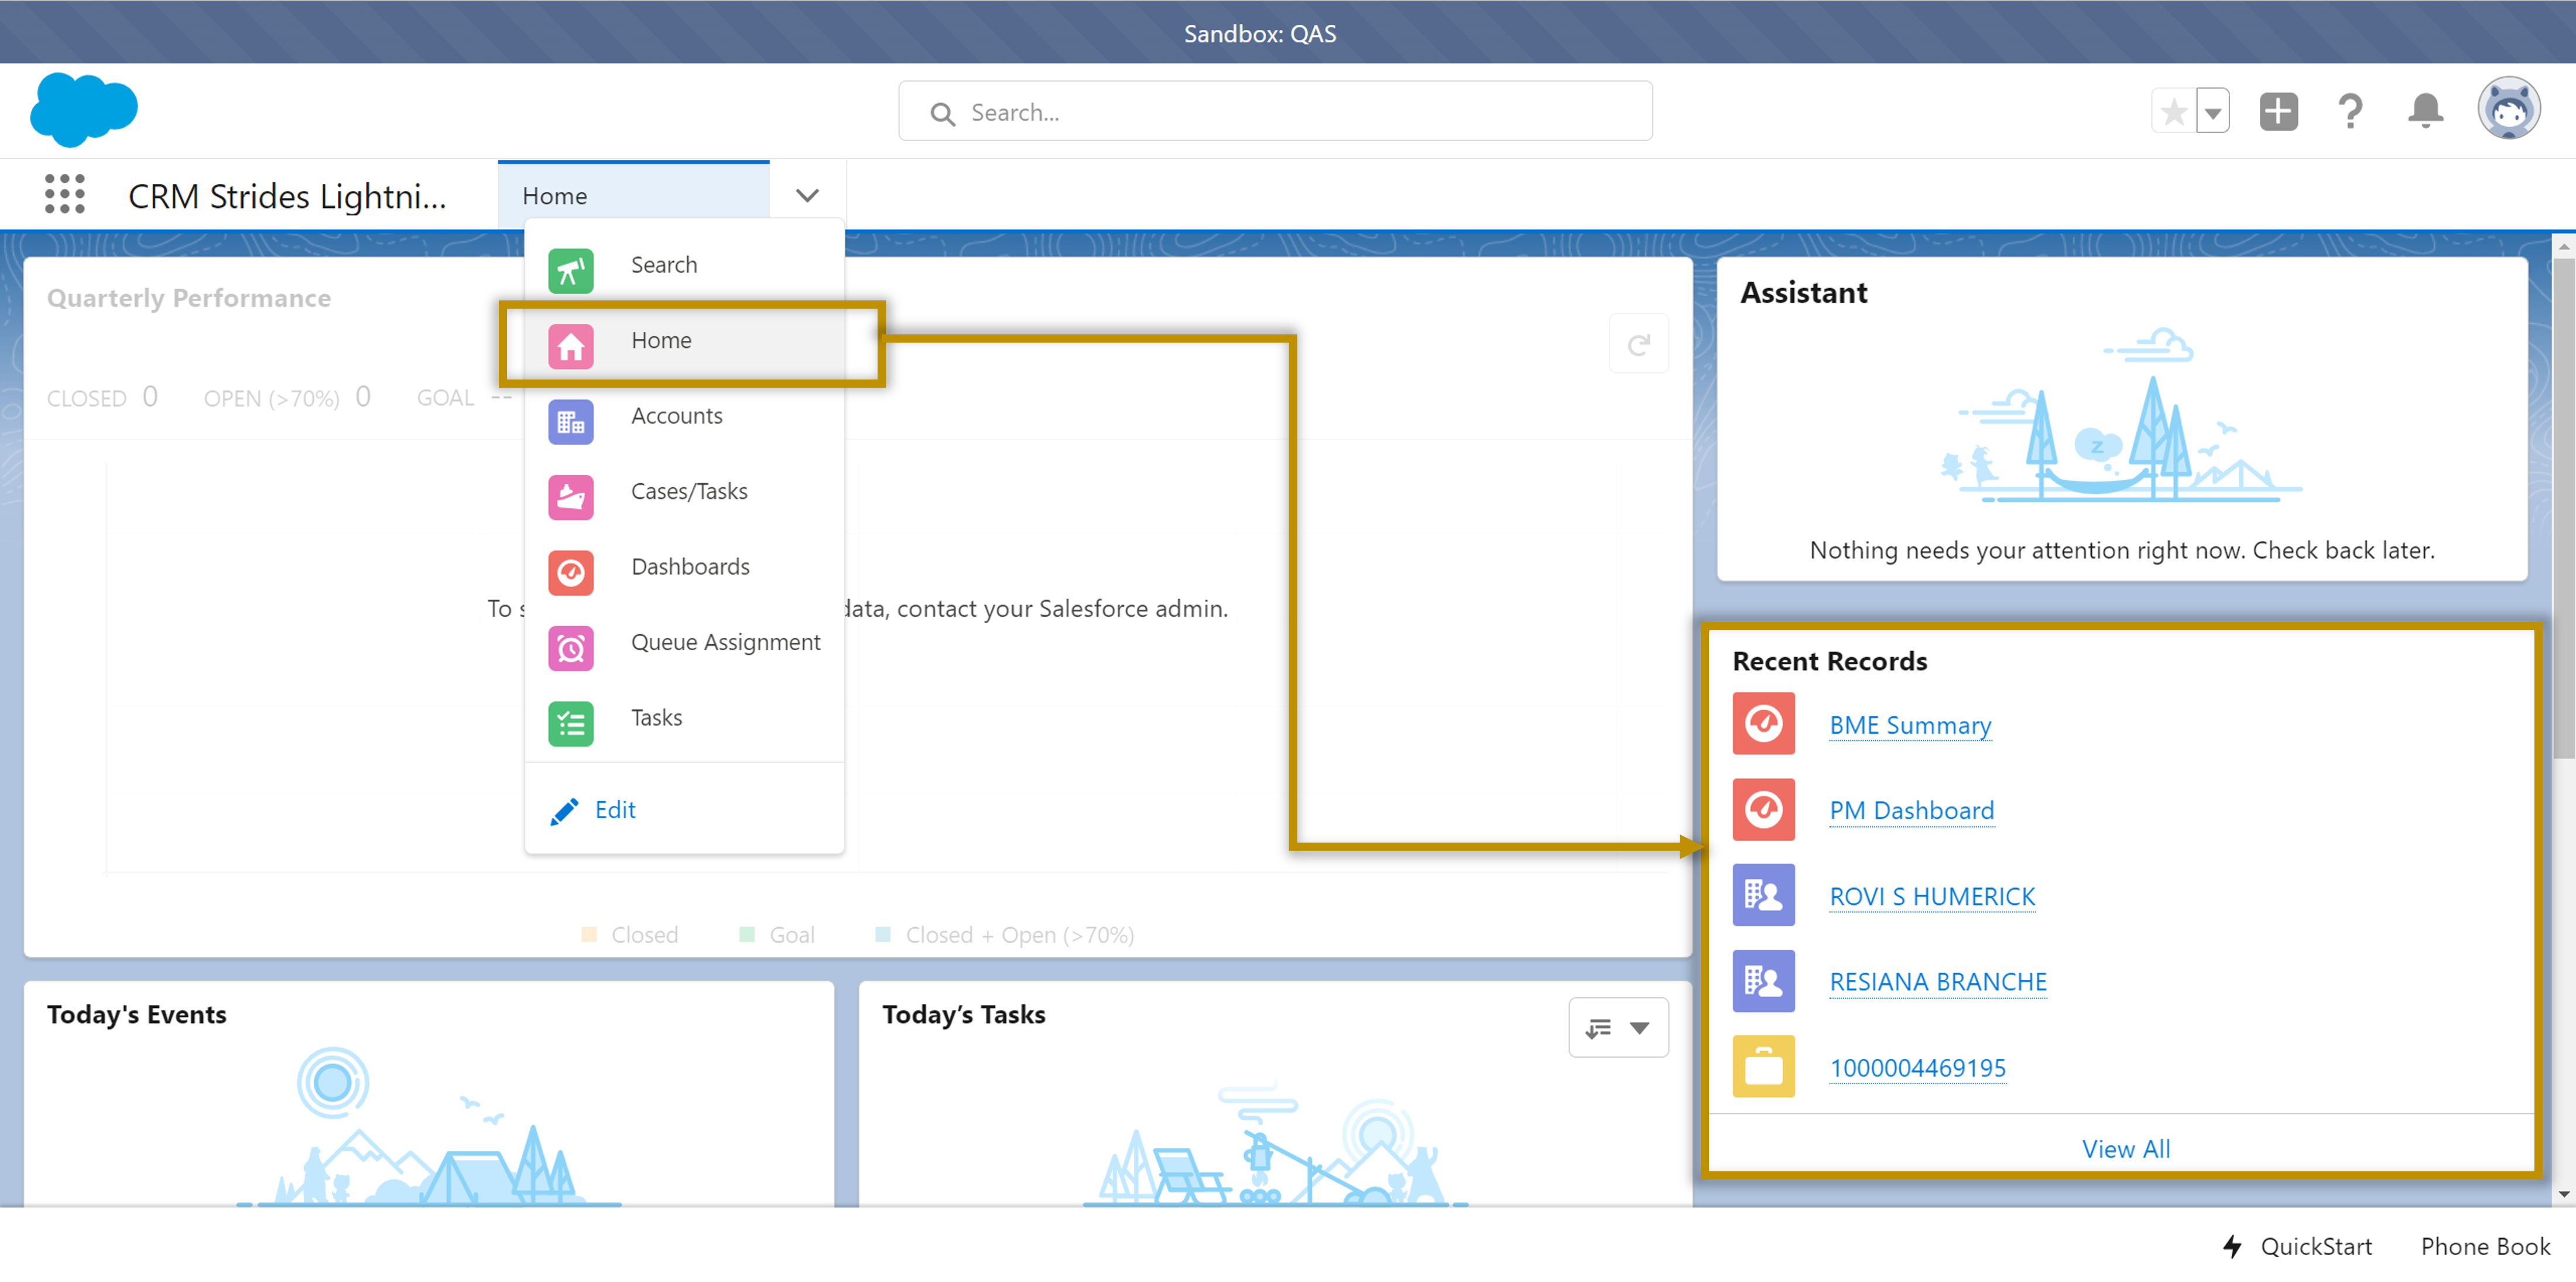 Sandbox: QAS
Search...
CRM Strides Lightni...
Home
Search
Home
Accounts
Cases/Tasks
Dashboards
Queue Assignment
Tasks
Edit
Quarterly Performance
CLOSED 0 OPEN (>70%) 0 GOAL --
To data, contact your Salesforce admin.
Closed Goal Closed + Open (>70%)
Assistant
z
Nothing needs your attention right now. Check back later.
Recent Records
BME Summary
PM Dashboard
ROVI S HUMERICK
RESIANA BRANCHE
1000004469195
View All
Today's Events
Today’s Tasks
QuickStart
Phone Book